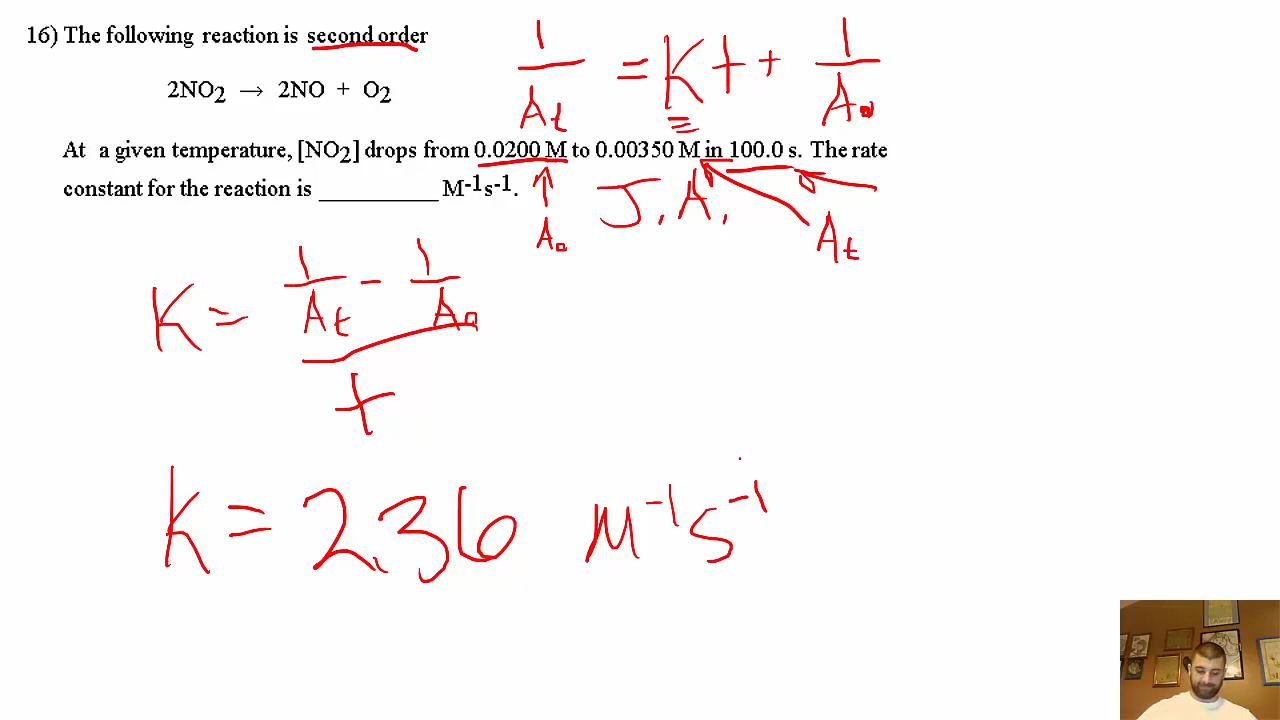 16) The following reaction is second order
2NO₂ → 2NO + O₂
1/Aₜ = Kt + 1/A₀
At a given temperature, [NO₂] drops from 0.0200 M to 0.00350 M in 100.0 s. The rate
constant for the reaction is __________ M⁻¹s⁻¹.
J.A.
A₀
Aₜ
K = (1/Aₜ - 1/A₀)/t
K = 2.36 M⁻¹s⁻¹